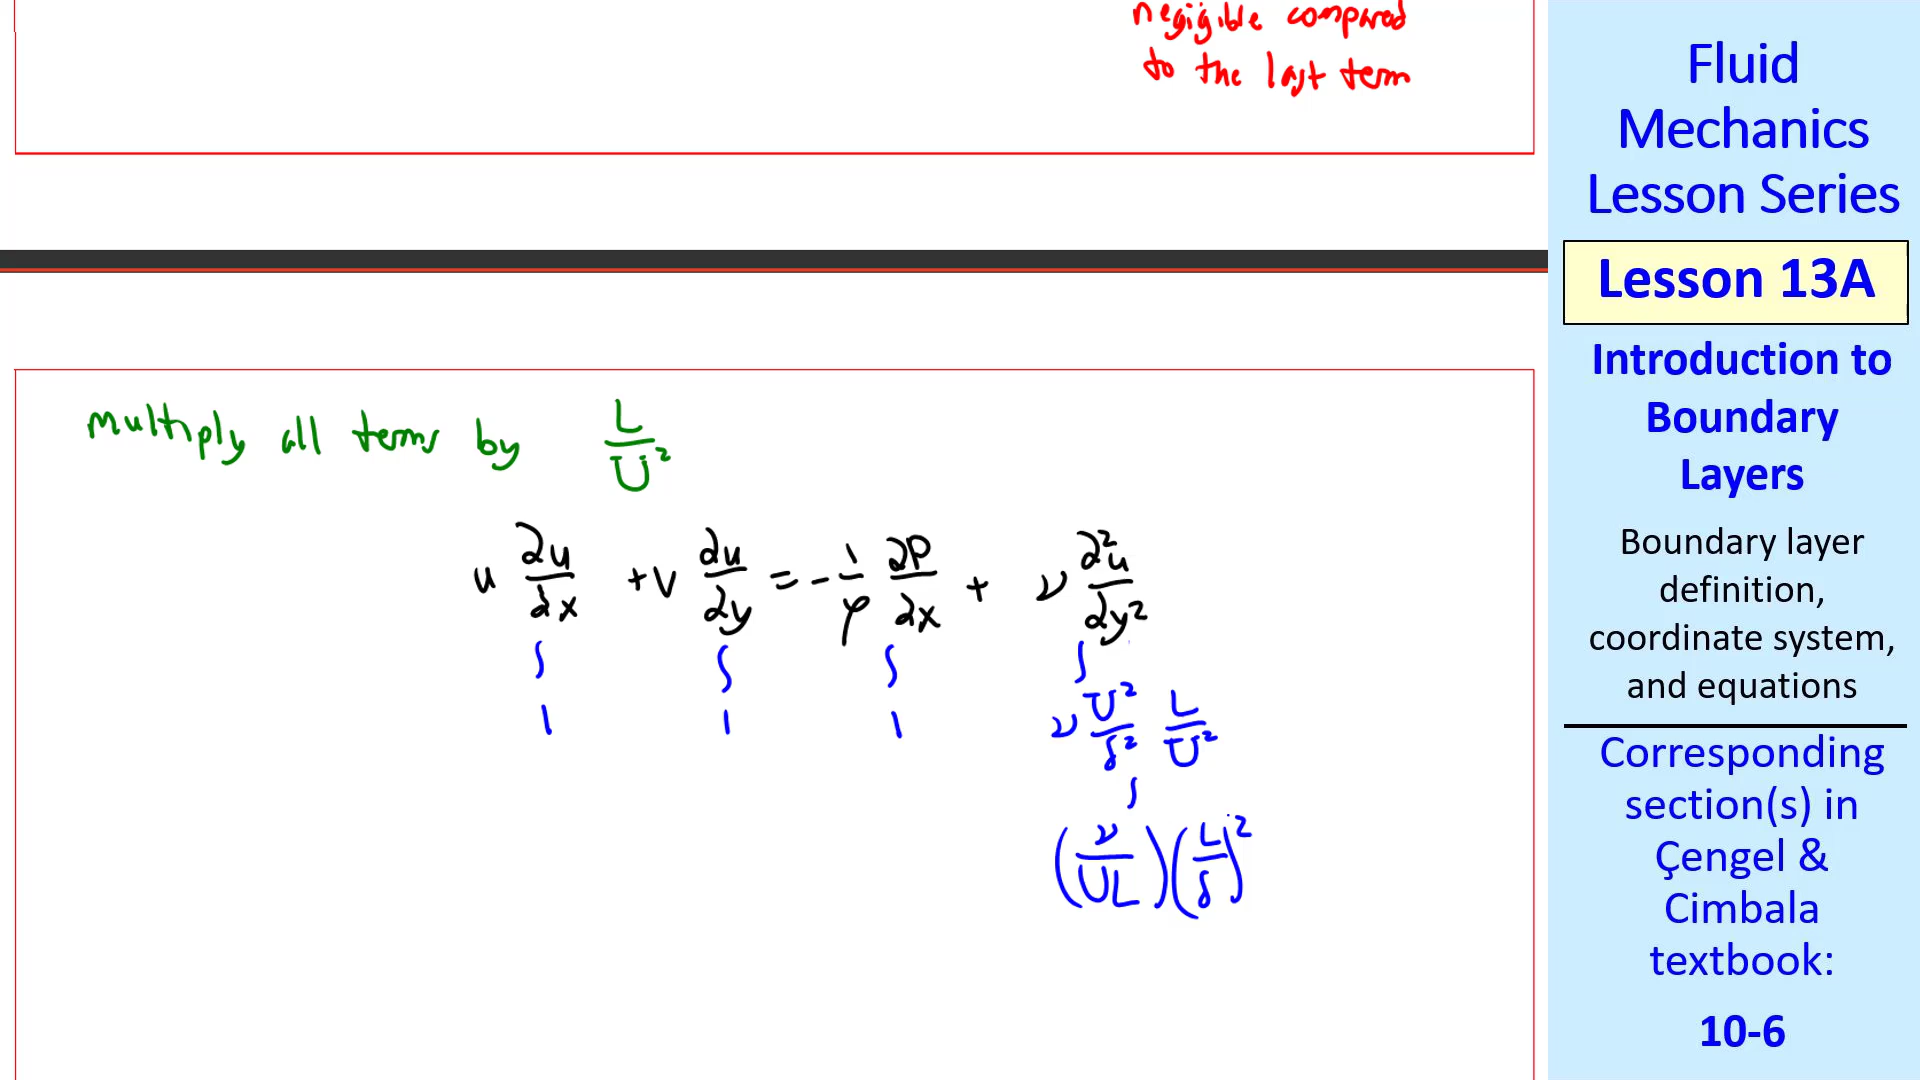 negigible compared
to the last term
multiply all terms by L/U²
u ∂u/∂x + v ∂u/∂y = - 1/ρ ∂P/∂x + ν ∂²u/∂y²
∫ ∫ ∫ ∫
1 1 1 ν U²/δ² L/U²
∫
(ν/UL)(L/δ)²
Fluid
Mechanics
Lesson Series
Lesson 13A
Introduction to
Boundary
Layers
Boundary layer
definition,
coordinate system,
and equations
Corresponding
section(s) in
Çengel &
Cimbala
textbook:
10-6